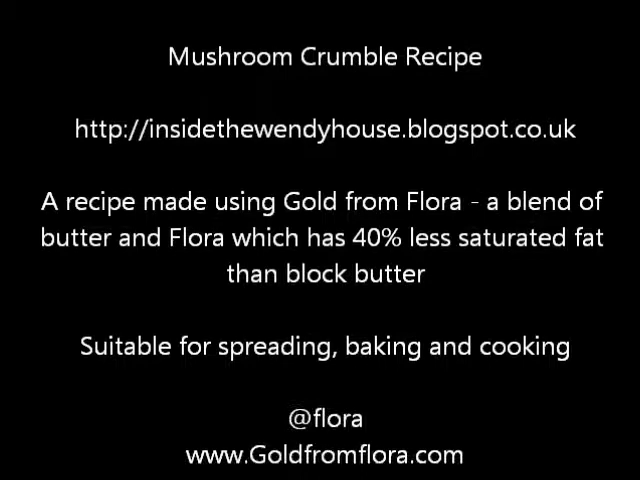 Mushroom Crumble Recipe
http://insidethewendyhouse.blogspot.co.uk
A recipe made using Gold from Flora - a blend of
butter and Flora which has 40% less saturated fat
than block butter
Suitable for spreading, baking and cooking
@flora
www.Goldfromflora.com